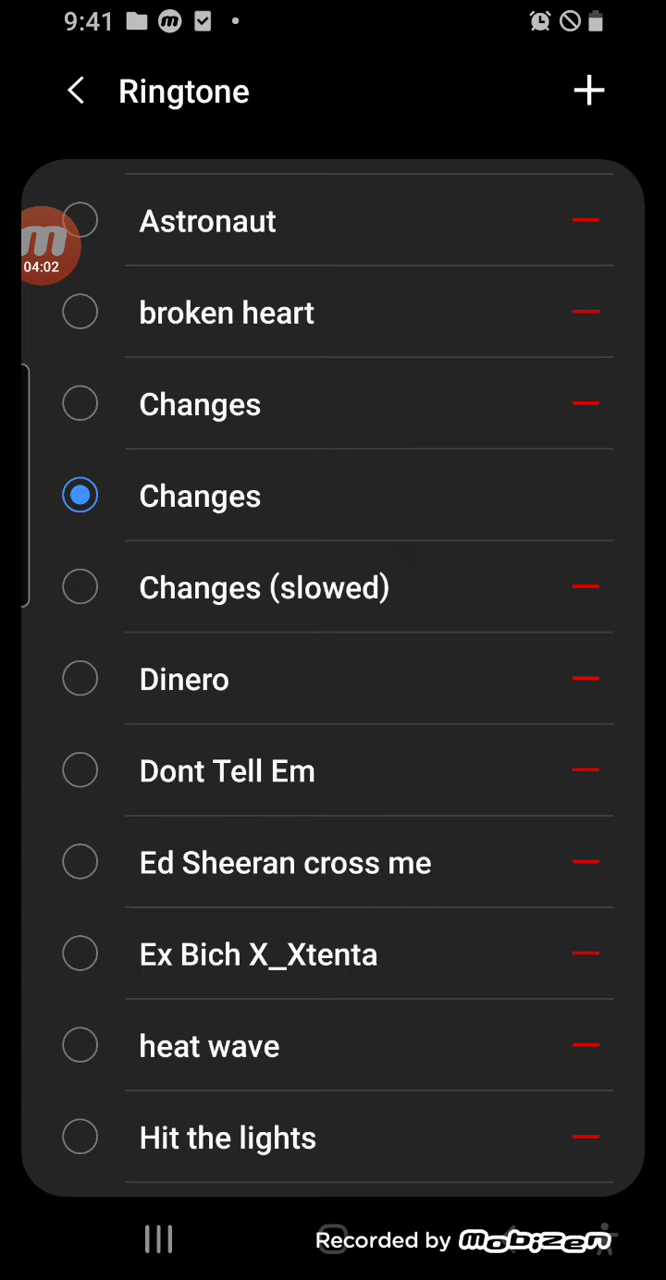 9:41
Ringtone
Astronaut
04:02
broken heart
Changes
Changes
Changes (slowed)
Dinero
Dont Tell Em
Ed Sheeran cross me
Ex Bich X_Xtenta
heat wave
Hit the lights
Recorded by mobizen